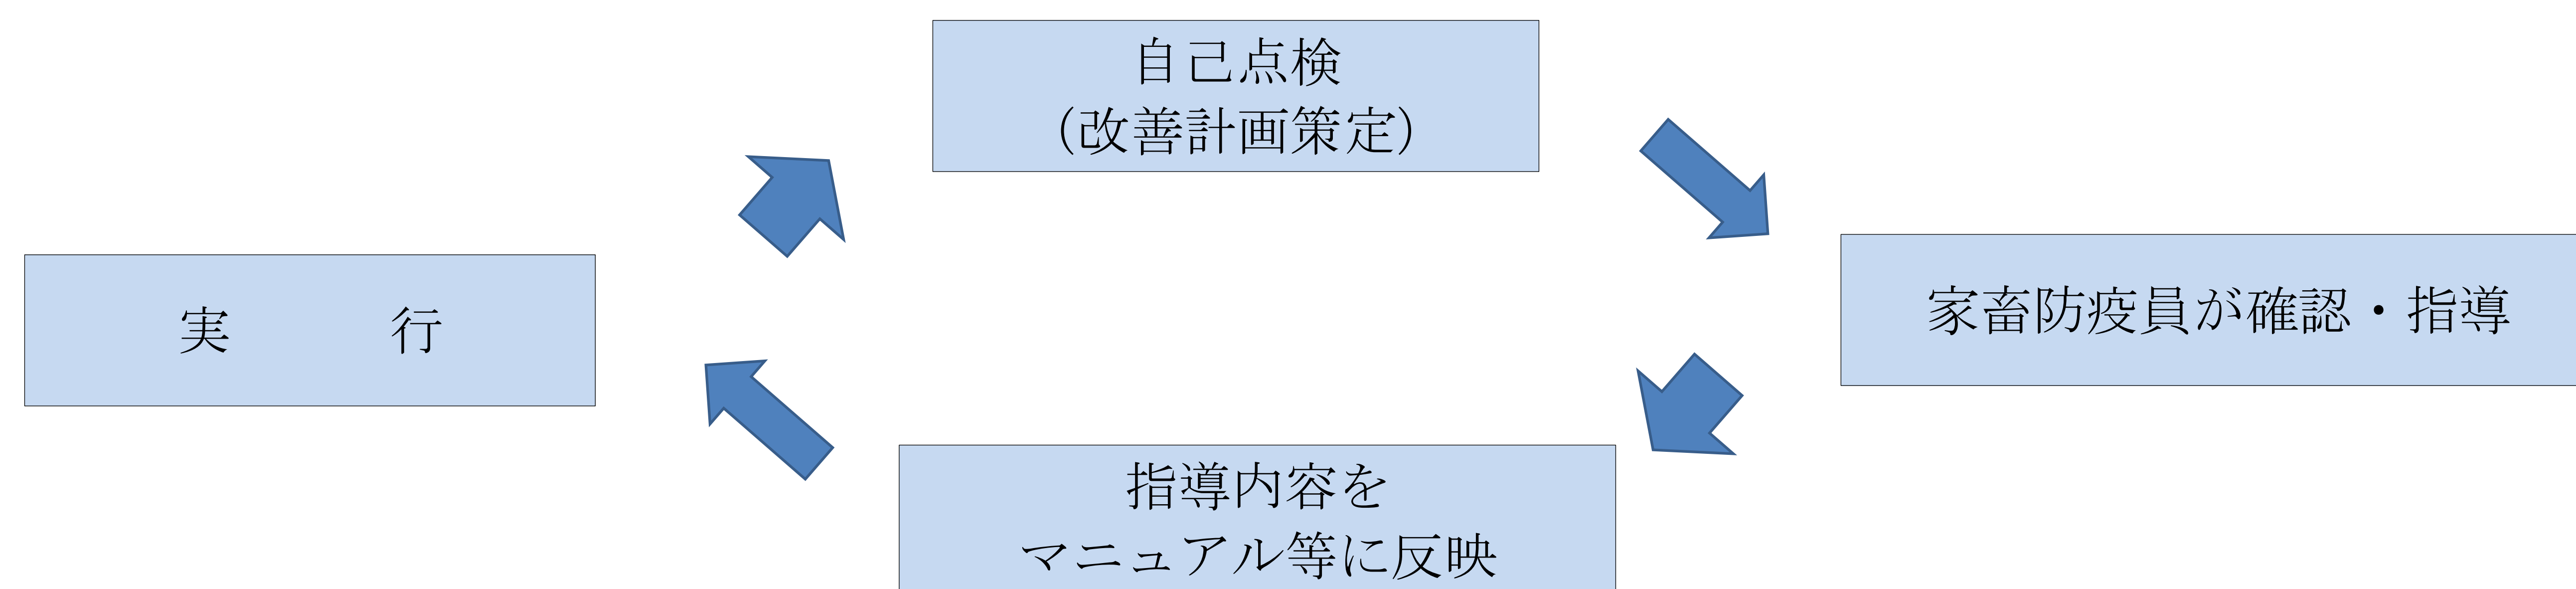 自己点検
（改善計画策定）
家畜防疫員が確認・指導
実　　　行
指導内容を
マニュアル等に反映